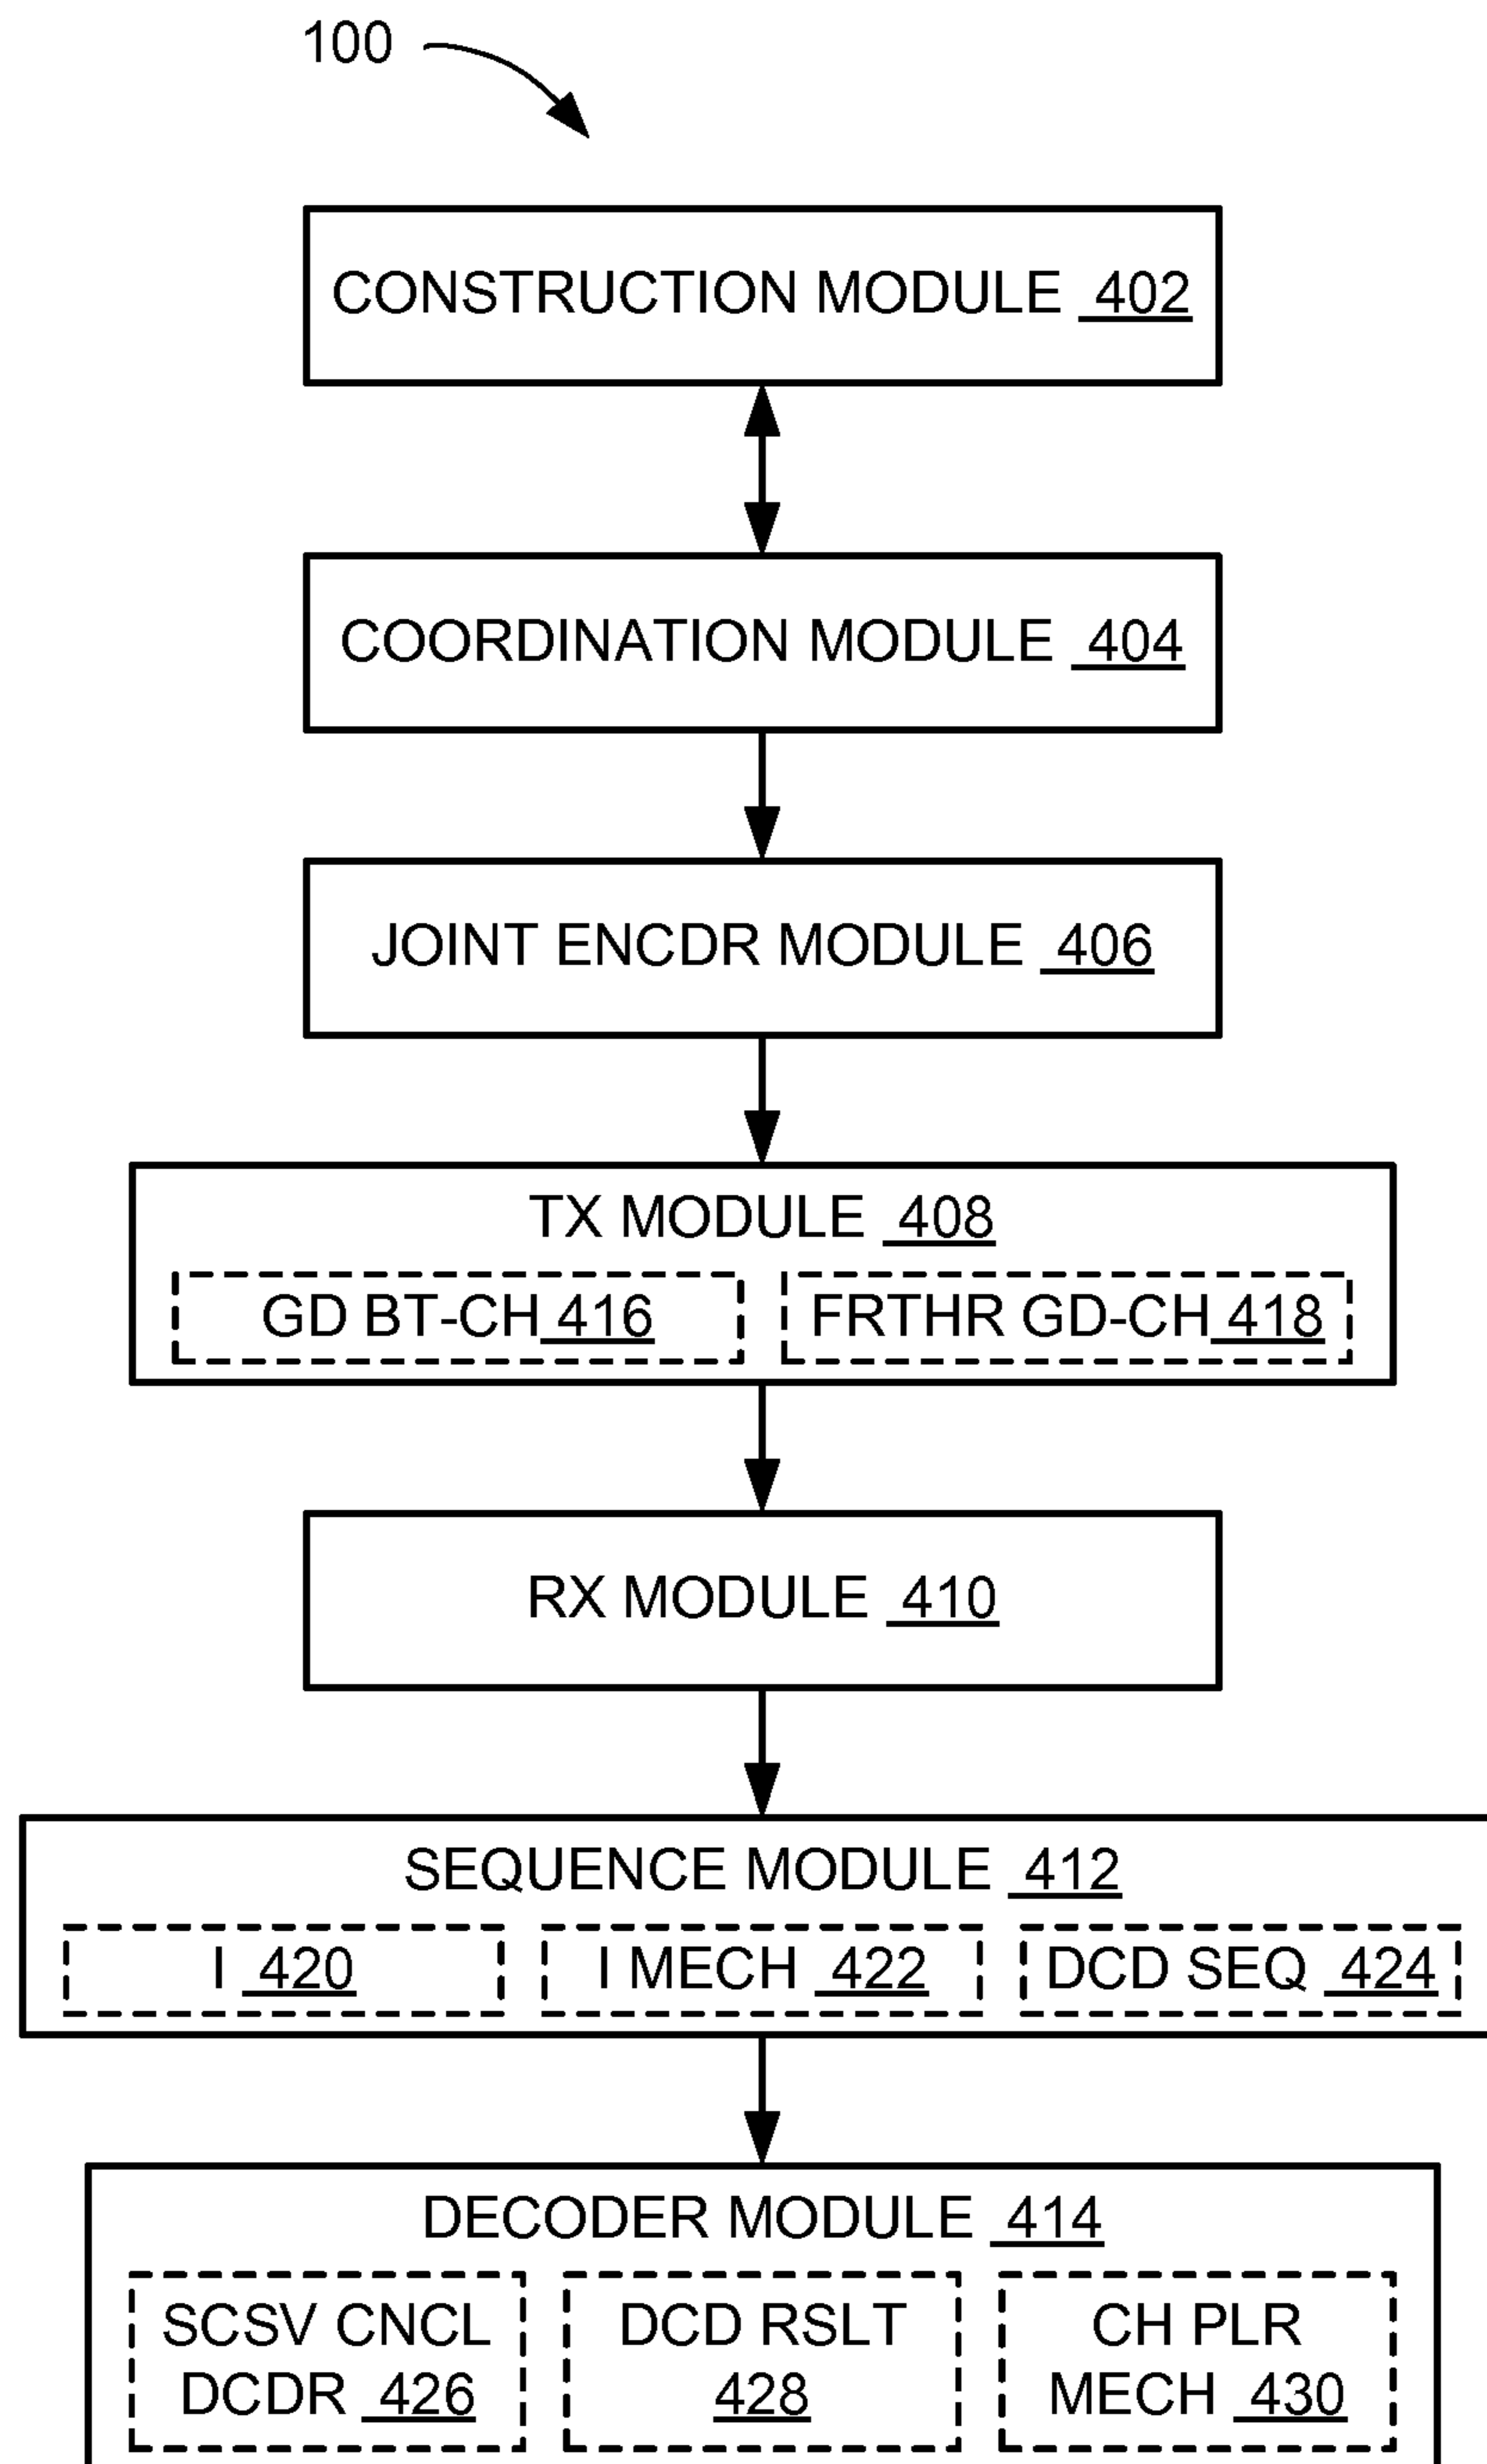 100
CONSTRUCTION MODULE 402
COORDINATION MODULE 404
JOINT ENCDR MODULE 406
TX MODULE 408
GD BT-CH 416 FRTHR GD-CH 418
RX MODULE 410
SEQUENCE MODULE 412
I 420 I MECH 422 DCD SEQ 424
DECODER MODULE 414
SCSV CNCL
DCDR 426
DCD RSLT
428
CH PLR
MECH 430